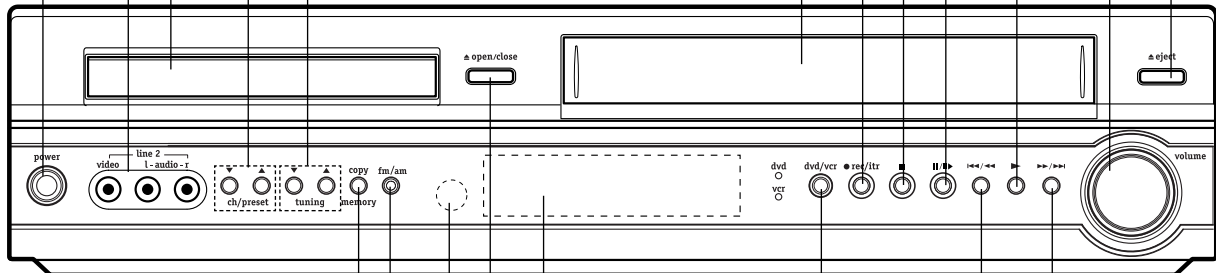 ▲ open/close
▲ eject
power
line 2
video
l - audio - r
ch/preset
tuning
copy
memory
fm/am
dvd
vcr
dvd/vcr
● rec/itr
volume